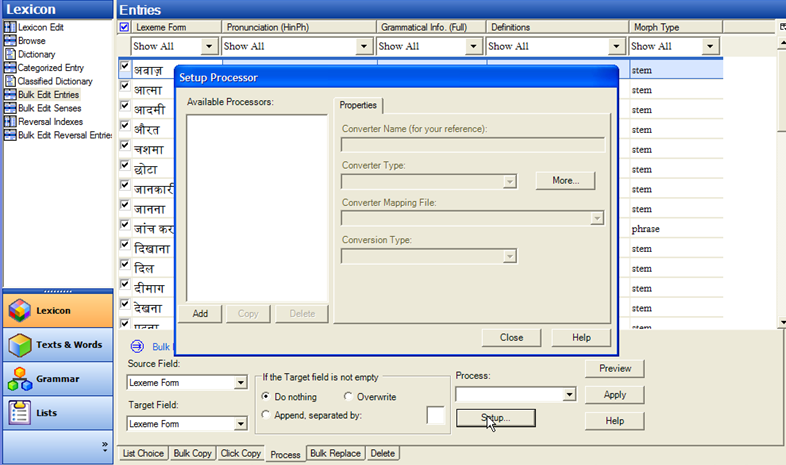 Lexicon
Lexicon Edit
Browse
Dictionary
Categorized Entry
Classified Dictionary
Bulk Edit Entries
Bulk Edit Senses
Reversal Indexes
Bulk Edit Reversal Entrie
Lexicon
Texts & Words
Grammar
Lists
»
Entries
Lexeme Form Pronunciation (HinPh) Grammatical Info. (Full) Definitions Morph Type
Show All Show All Show All Show All Show All
अवाज़ stem
आत्मा stem
आदमी stem
औरत stem
चशमा stem
छोटा stem
जानकारी stem
जानना stem
जांच कर phrase
दिखाना stem
दिल stem
दीमाग stem
देखना stem
stem
Setup Processor
Available Processors:
Add Copy Delete
Properties
Converter Name (for your reference):
Converter Type:
More...
Converter Mapping File:
Conversion Type:
Close Help
Bulk
Source Field:
Lexeme Form
Target Field:
Lexeme Form
If the Target field is not empty
Do nothing Overwrite
Append, separated by:
Process:
Setup...
Preview
Apply
Help
List Choice Bulk Copy Click Copy Process Bulk Replace Delete